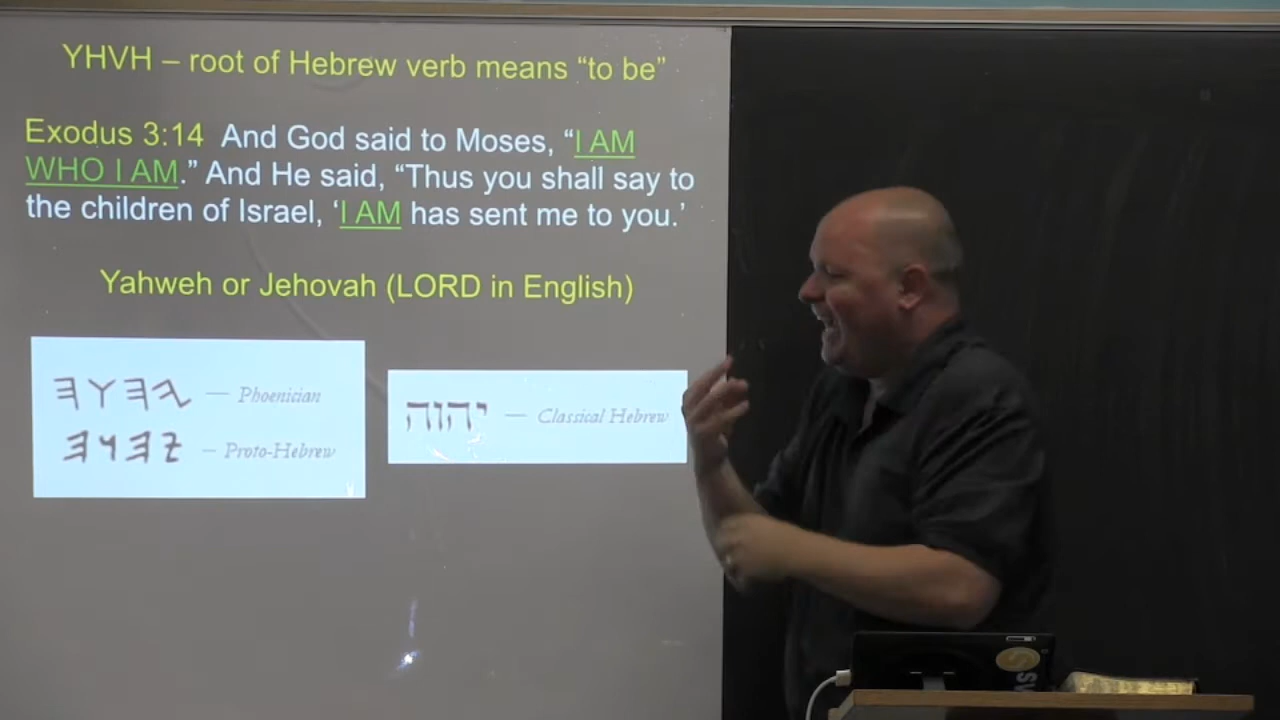 YHVH – root of Hebrew verb means “to be”
Exodus 3:14 And God said to Moses, “I AM
WHO I AM.” And He said, “Thus you shall say to
the children of Israel, ‘I AM has sent me to you.’
Yahweh or Jehovah (LORD in English)
𐤉𐤄𐤅𐤄 — Phoenician
𐤉𐤄𐤅𐤄 — Proto-Hebrew
יהוה — Classical Hebrew